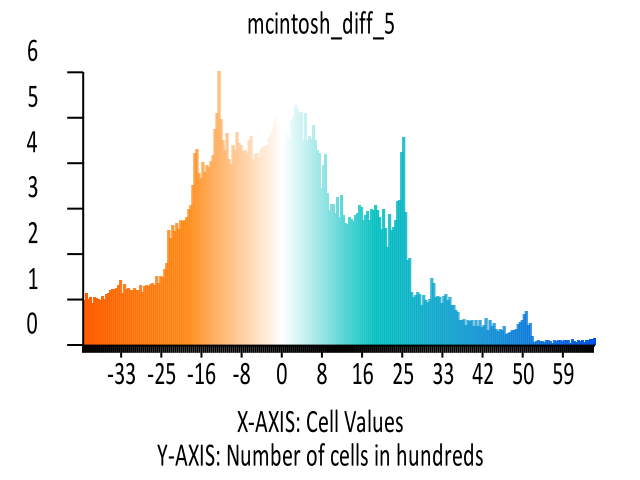 mcintosh_diff_5
6
5
4
3
2
1
0
-33 -25 -16 -8 0 8 16 25 33 42 50 59
X-AXIS: Cell Values
Y-AXIS: Number of cells in hundreds